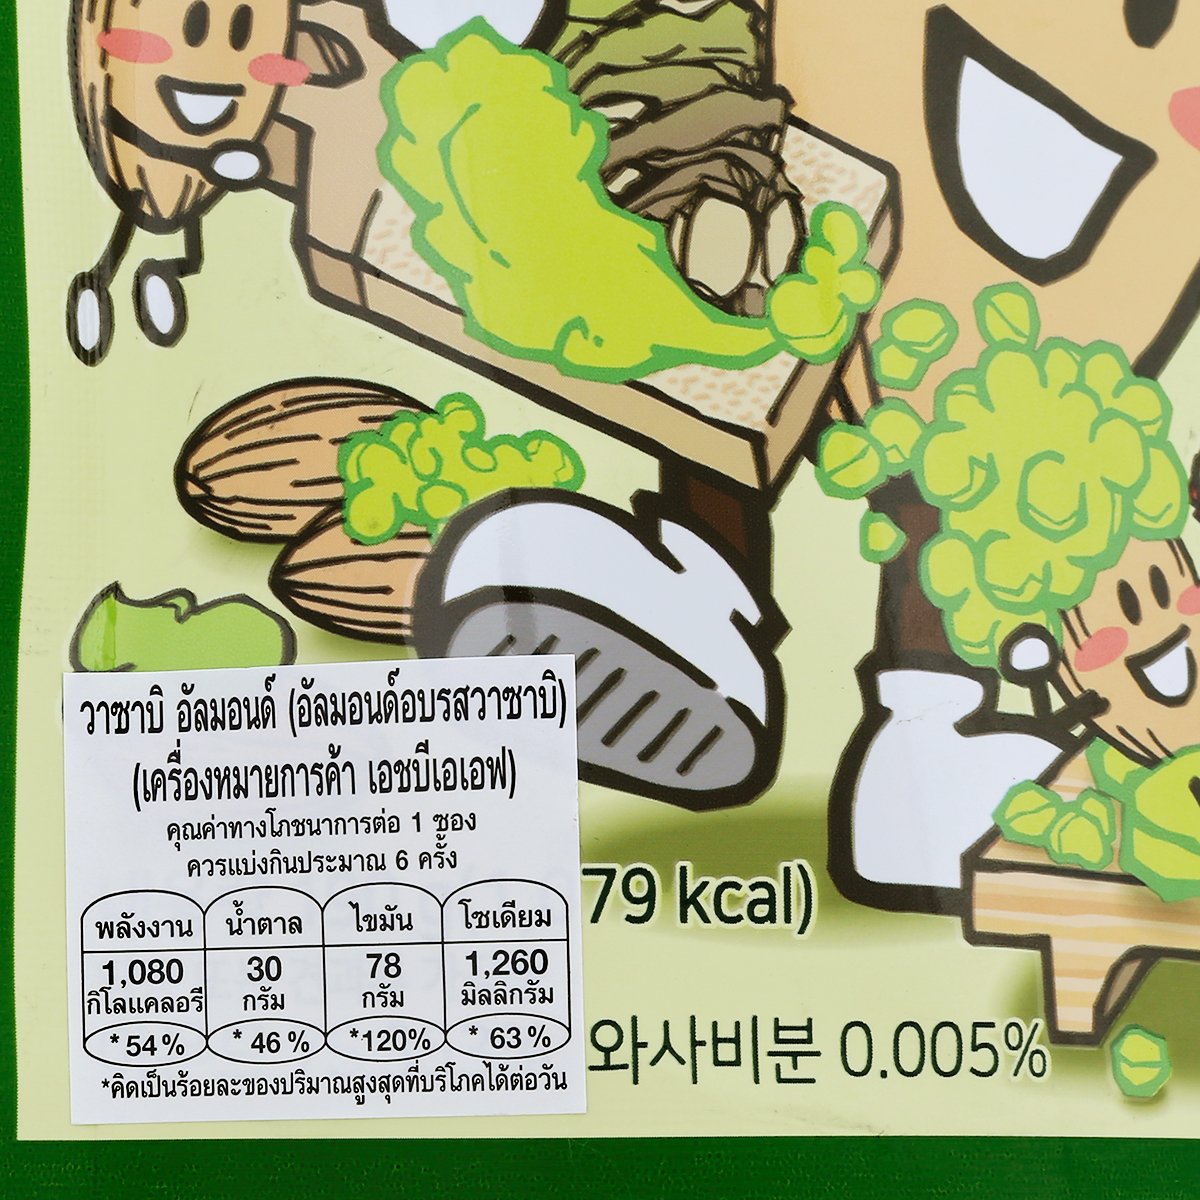 วาซาบิ อัลมอนด์ (อัลมอนด์อบรสวาซาบิ)
(เครื่องหมายการค้า เอชบีเอเอฟ)
คุณค่าทางโภชนาการต่อ 1 ซอง
ควรแบ่งกินประมาณ 6 ครั้ง
พลังงาน น้ำตาล ไขมัน โซเดียม
1,080 30 78 1,260
กิโลแคลอรี กรัม กรัม มิลลิกรัม
*54% *46% *120% *63%
*คิดเป็นร้อยละของปริมาณสูงสุดที่บริโภคได้ต่อวัน
79 kcal)
와사비분 0.005%